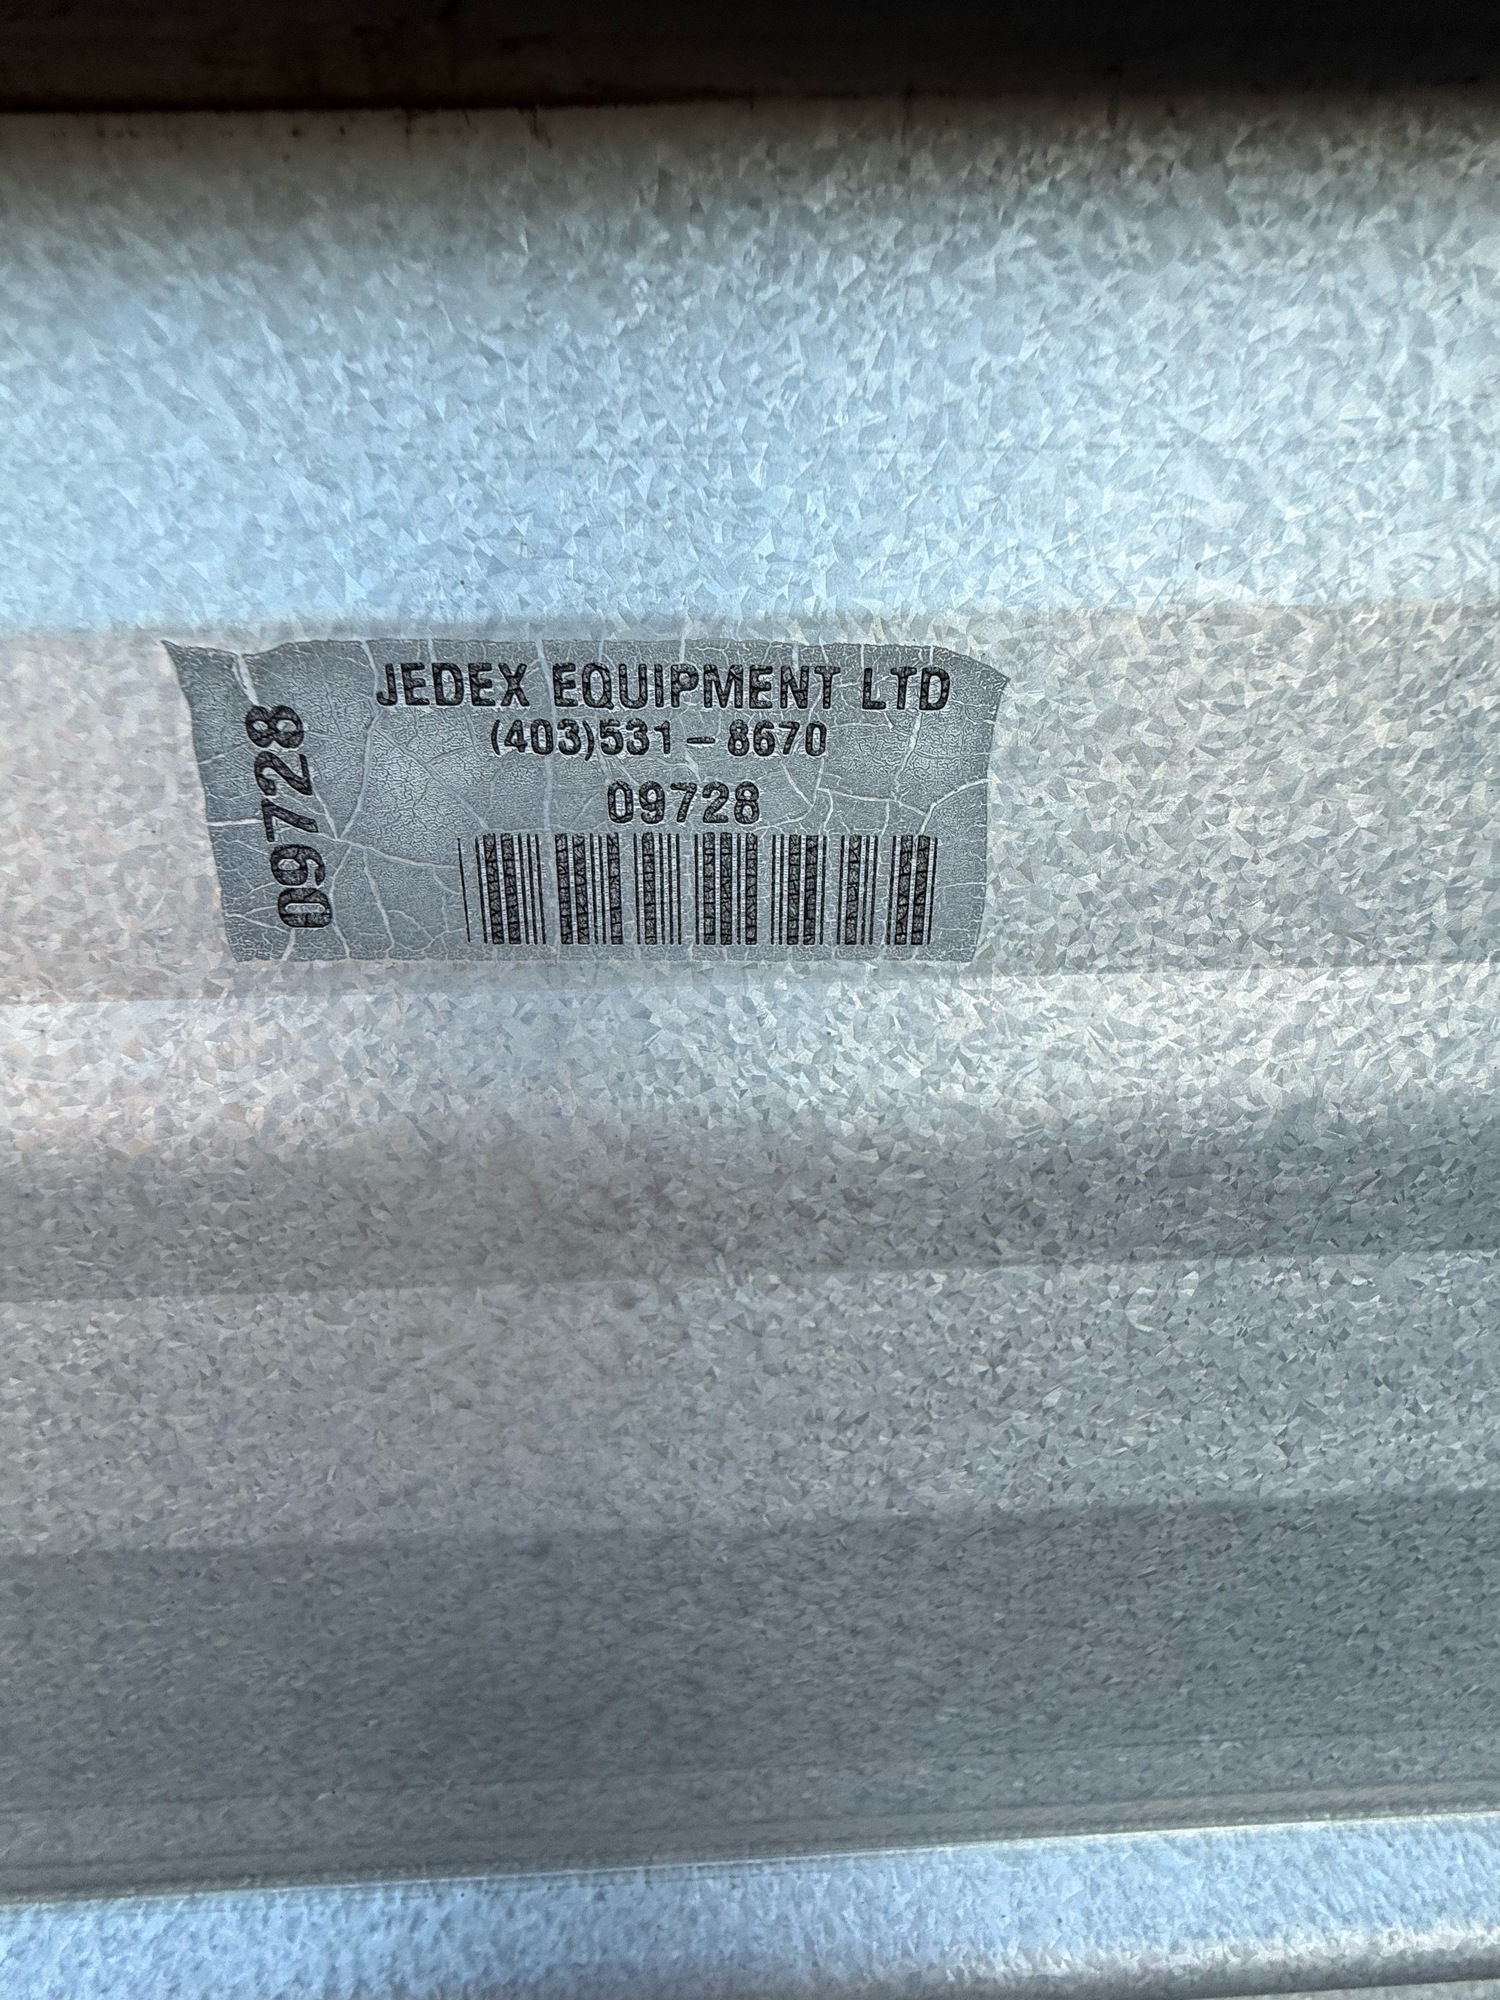 JEDEX EQUIPMENT LTD
(403)531-8670
09728
09728